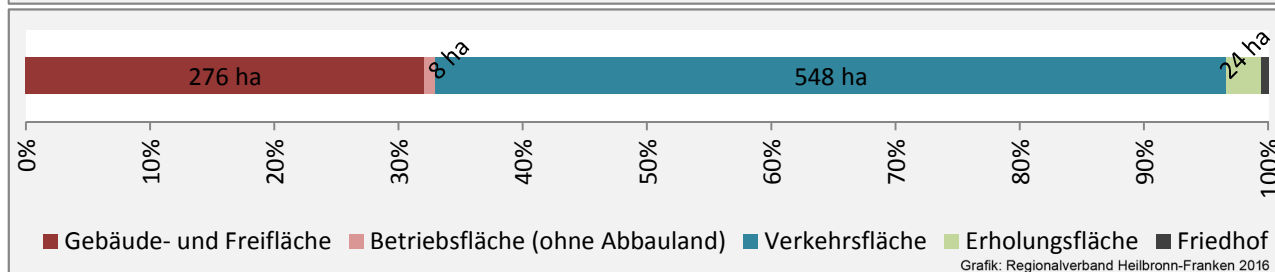 276 ha 8 ha 548 ha 24 ha
0% 10% 20% 30% 40% 50% 60% 70% 80% 90% 100%
Gebäude- und Freifläche Betriebsfläche (ohne Abbauland) Verkehrsfläche Erholungsfläche Friedhof
Grafik: Regionalverband Heilbronn-Franken 2016